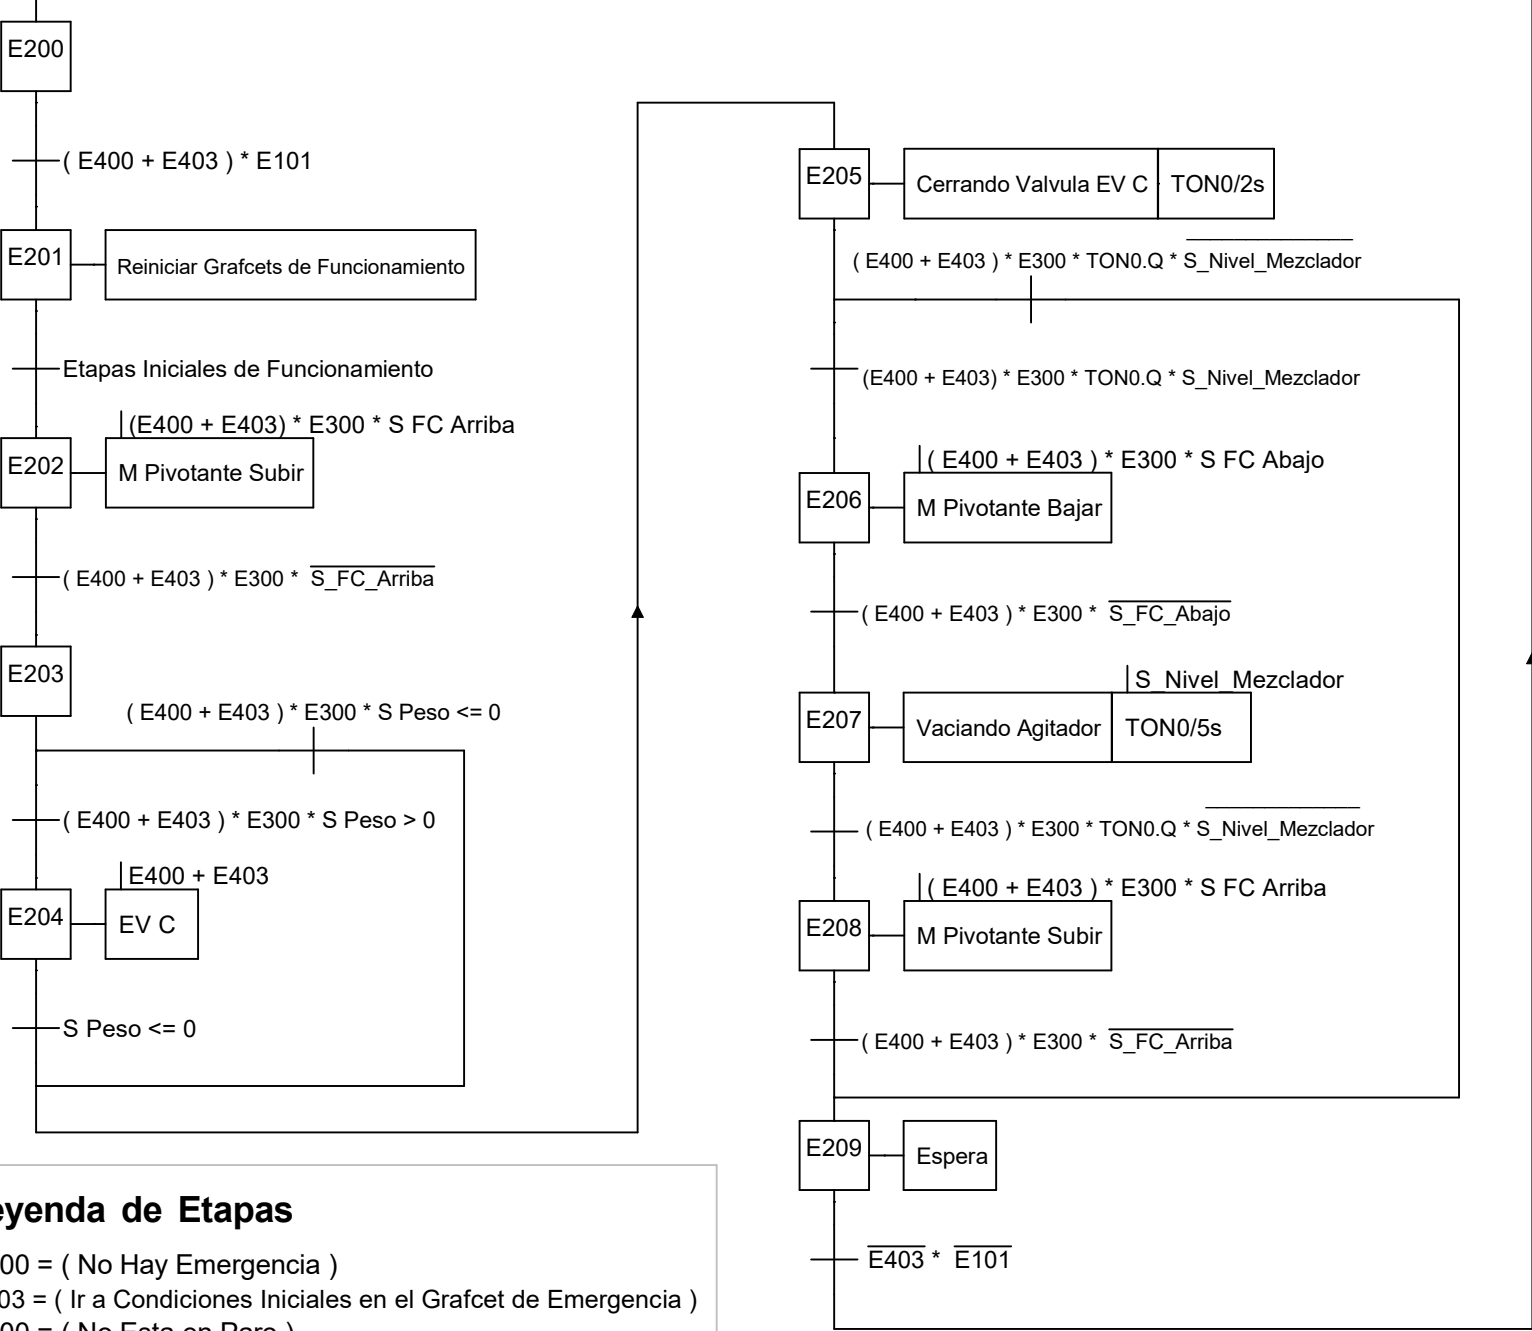 E200
( E400 + E403 ) * E101
E201
Reiniciar Grafcets de Funcionamiento
Etapas Iniciales de Funcionamiento
(E400 + E403) * E300 * S FC Arriba
E202
M Pivotante Subir
( E400 + E403 ) * E300 * S_FC_Arriba
E203
( E400 + E403 ) * E300 * S Peso <= 0
( E400 + E403 ) * E300 * S Peso > 0
E400 + E403
E204
EV C
S Peso <= 0
E205
Cerrando Valvula EV C
TON0/2s
( E400 + E403 ) * E300 * TON0.Q * S_Nivel_Mezclador
(E400 + E403) * E300 * TON0.Q * S_Nivel_Mezclador
( E400 + E403 ) * E300 * S FC Abajo
E206
M Pivotante Bajar
( E400 + E403 ) * E300 * S_FC_Abajo
S_Nivel_Mezclador
E207
Vaciando Agitador
TON0/5s
( E400 + E403 ) * E300 * TON0.Q * S_Nivel_Mezclador
( E400 + E403 ) * E300 * S FC Arriba
E208
M Pivotante Subir
( E400 + E403 ) * E300 * S_FC_Arriba
E209
Espera
E403 * E101
eyenda de Etapas
00 = ( No Hay Emergencia )
03 = ( Ir a Condiciones Iniciales en el Grafcet de Emergencia )
00 = ( No Esta en Paro )